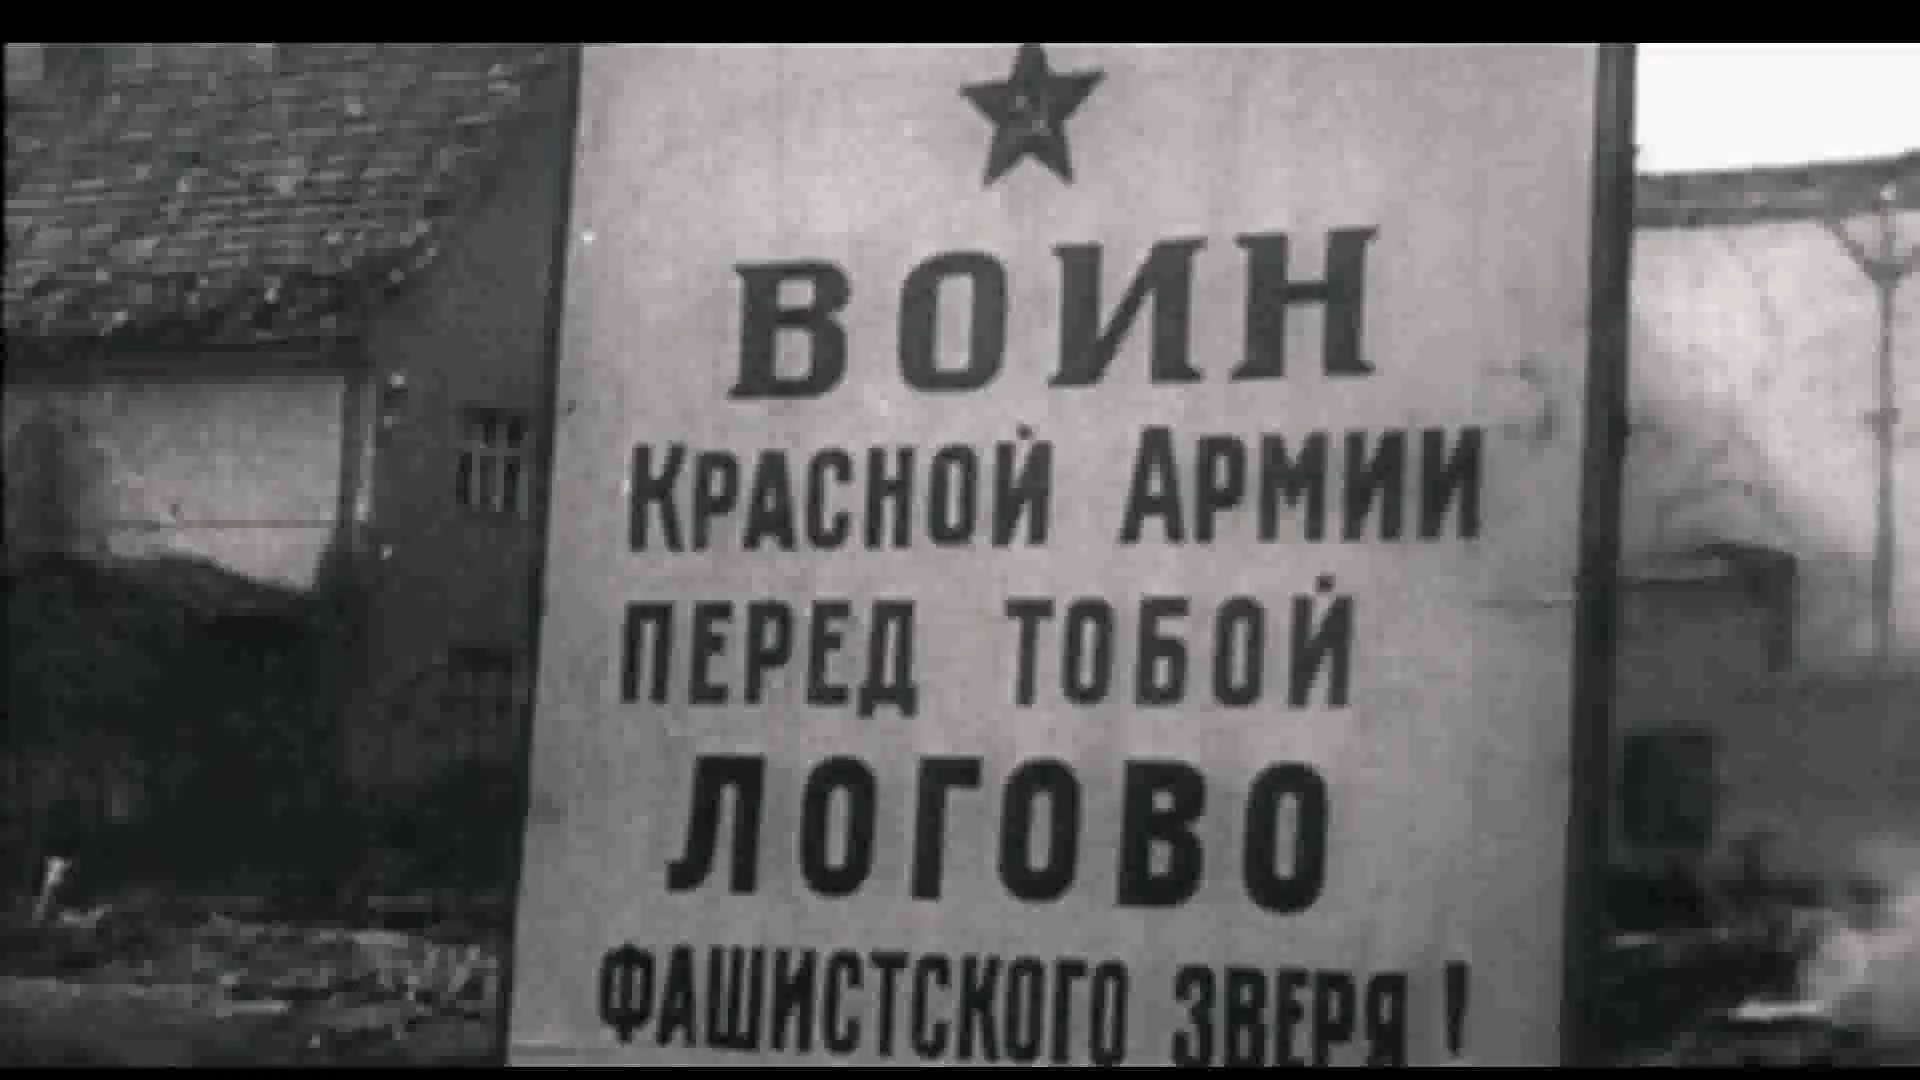 ВОИН
КРАСНОЙ АРМИИ
ПЕРЕД ТОБОЙ
ЛОГОВО
ФАШИСТСКОГО ЗВЕРЯ!